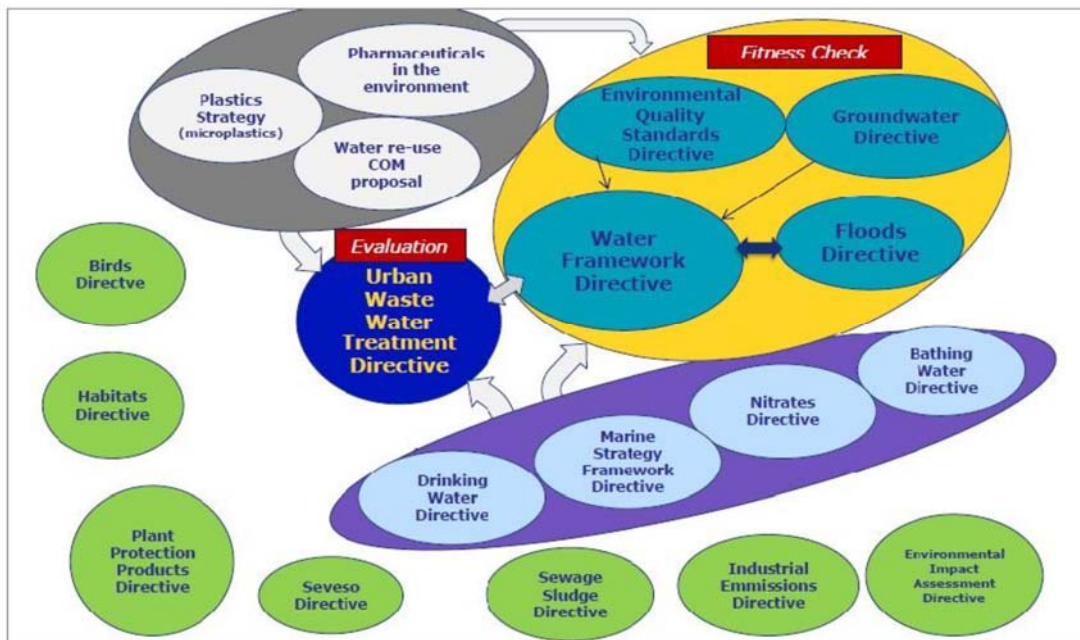 Pharmaceuticals
in the
environment
Plastics
Strategy
(microplastics)
Water re-use
COM
proposal
Fitness Check
Environmental
Quality
Standards
Directive
Groundwater
Directive
Water
Framework
Directive
Floods
Directive
Evaluation
Urban
Waste
Water
Treatment
Directive
Birds
Directve
Habitats
Directive
Bathing
Water
Directive
Nitrates
Directive
Marine
Strategy
Framework
Directive
Drinking
Water
Directive
Plant
Protection
Products
Directive
Seveso
Directive
Sewage
Sludge
Directive
Industrial
Emmissions
Directive
Environmental
Impact
Assessment
Directive